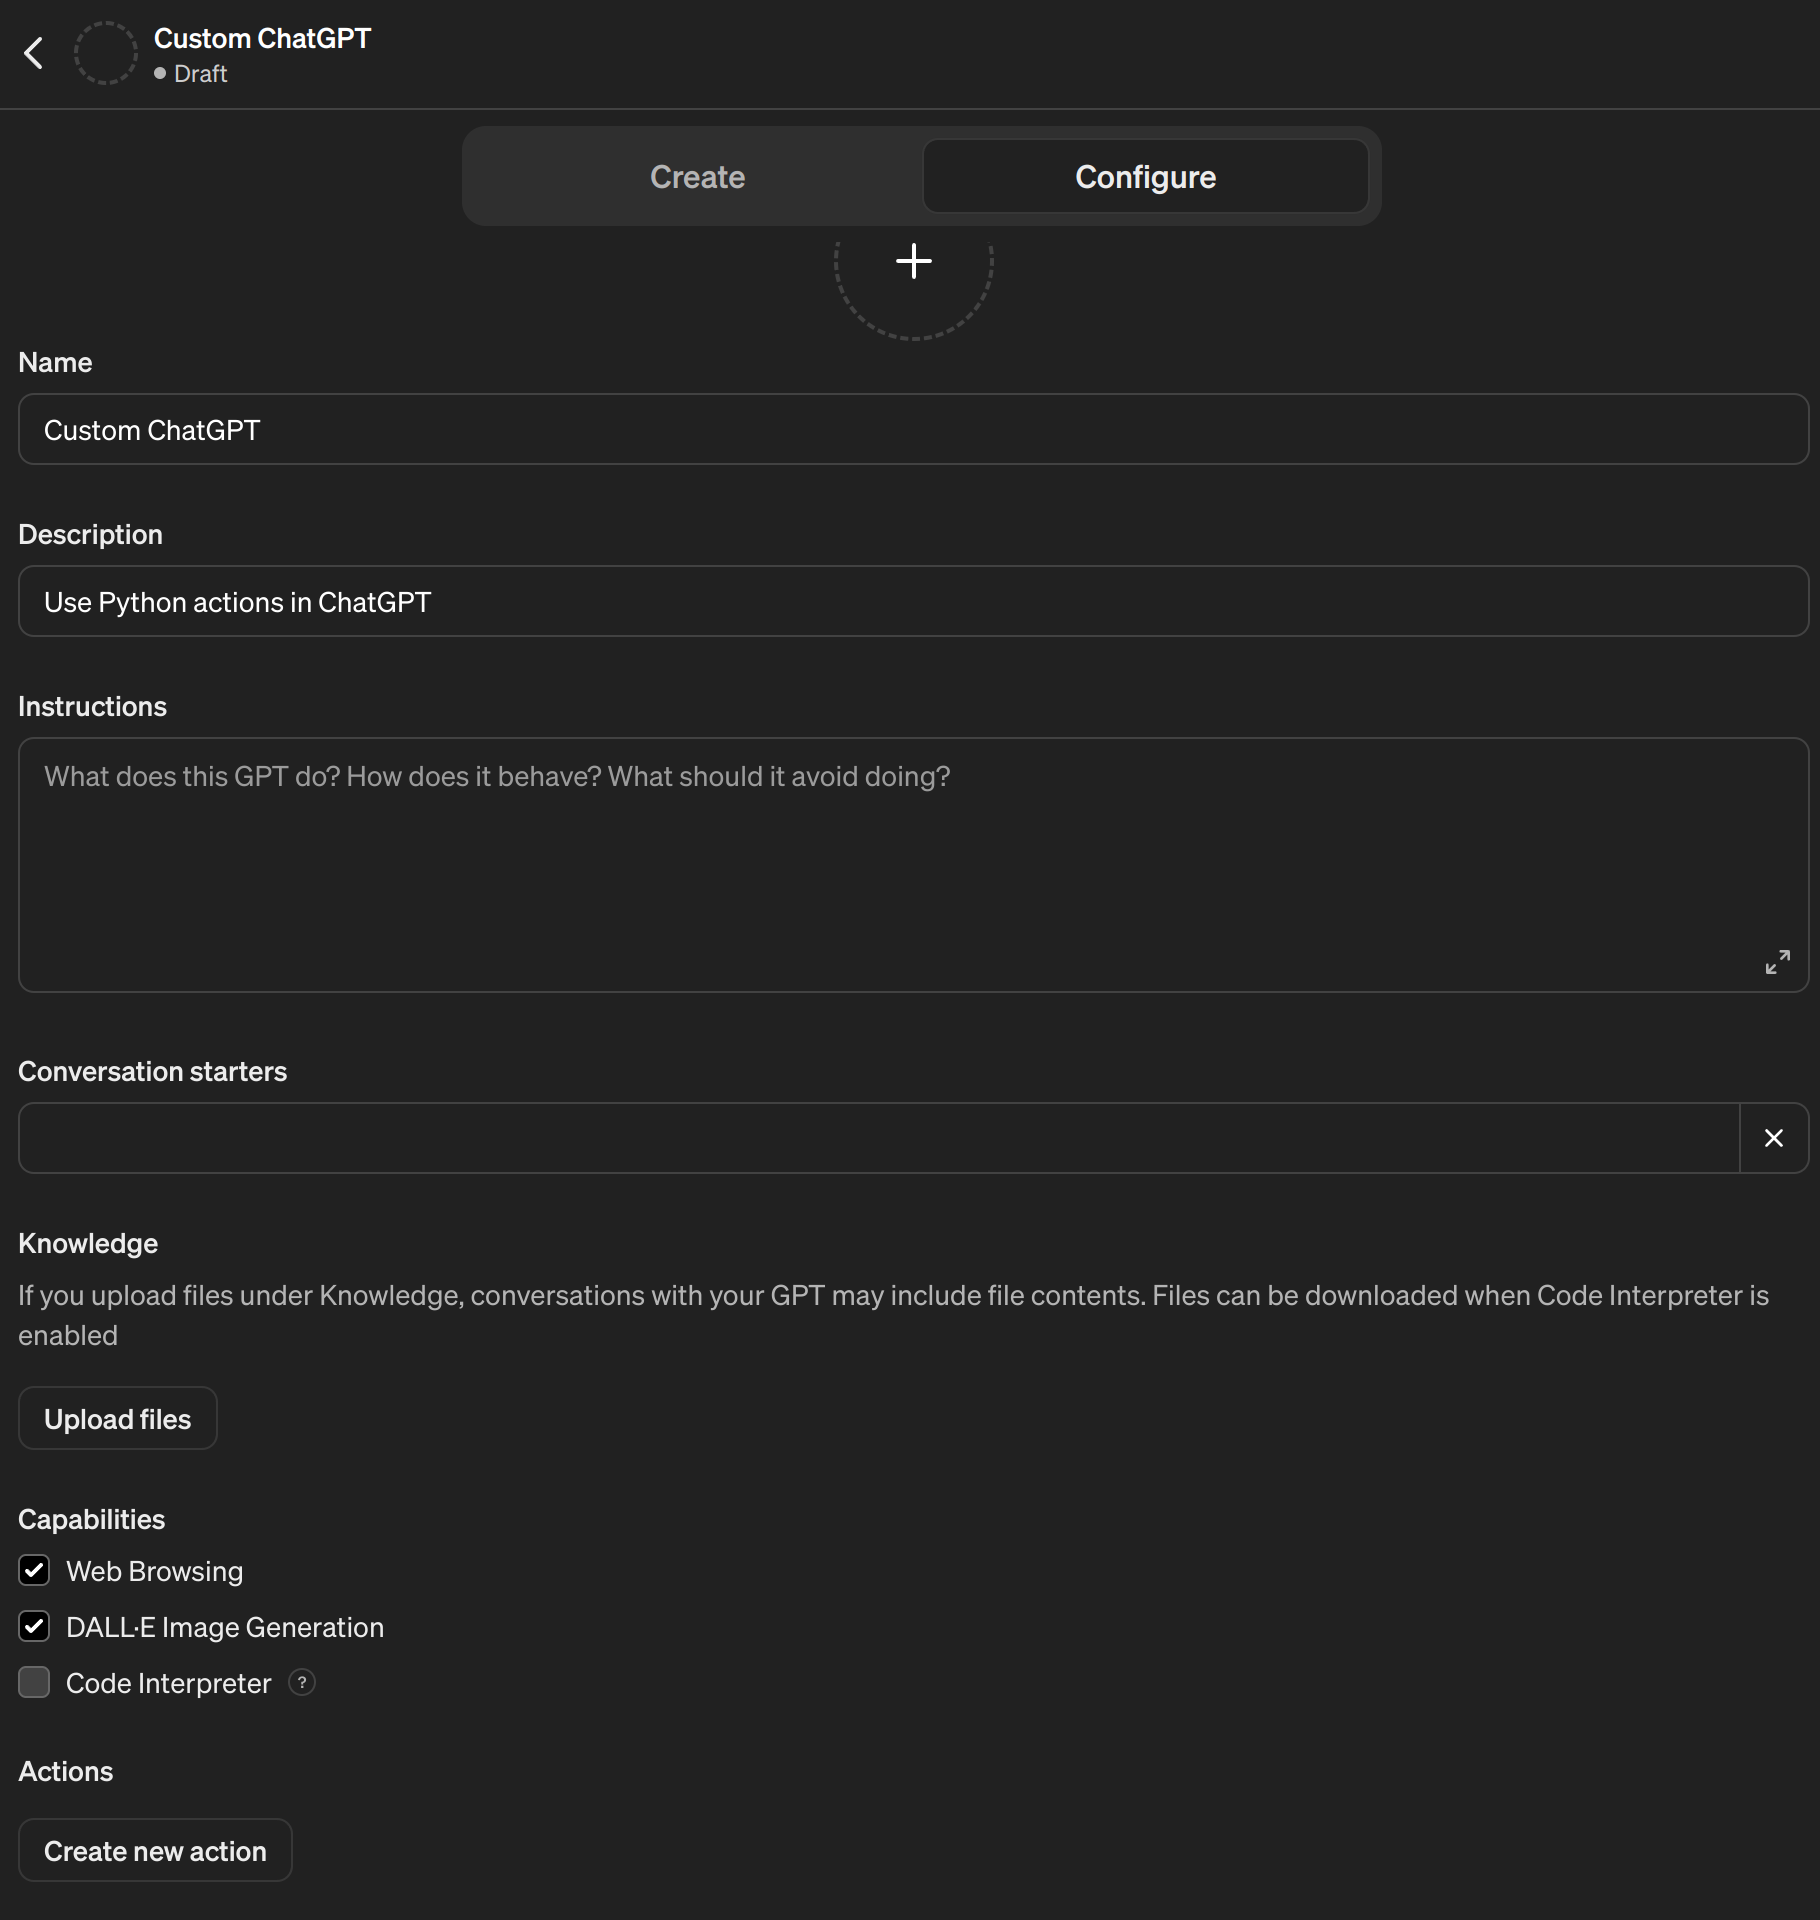 Custom ChatGPT
Draft
Create
Configure
Name
Custom ChatGPT
Description
Use Python actions in ChatGPT
Instructions
What does this GPT do? How does it behave? What should it avoid doing?
Conversation starters
Knowledge
If you upload files under Knowledge, conversations with your GPT may include file contents. Files can be downloaded when Code Interpreter is
enabled
Upload files
Capabilities
Web Browsing
DALL·E Image Generation
Code Interpreter ?
Actions
Create new action